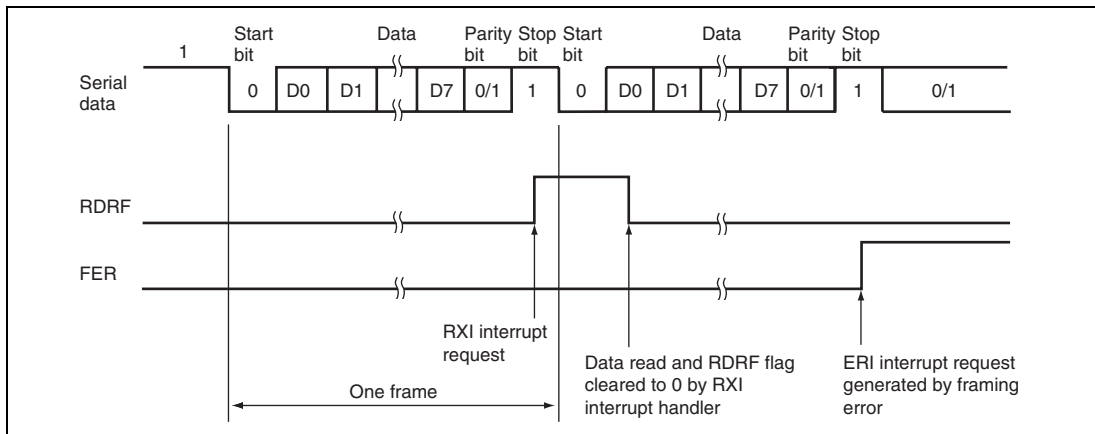 1
Start bit
Data
Parity bit
Stop bit
Start bit
Data
Parity bit
Stop bit
Serial data
0 D0 D1 D7 0/1 1 0 D0 D1 D7 0/1 1 0/1
RDRF
FER
RXI interrupt
request
Data read and RDRF flag
cleared to 0 by RXI
interrupt handler
ERI interrupt request
generated by framing
error
One frame